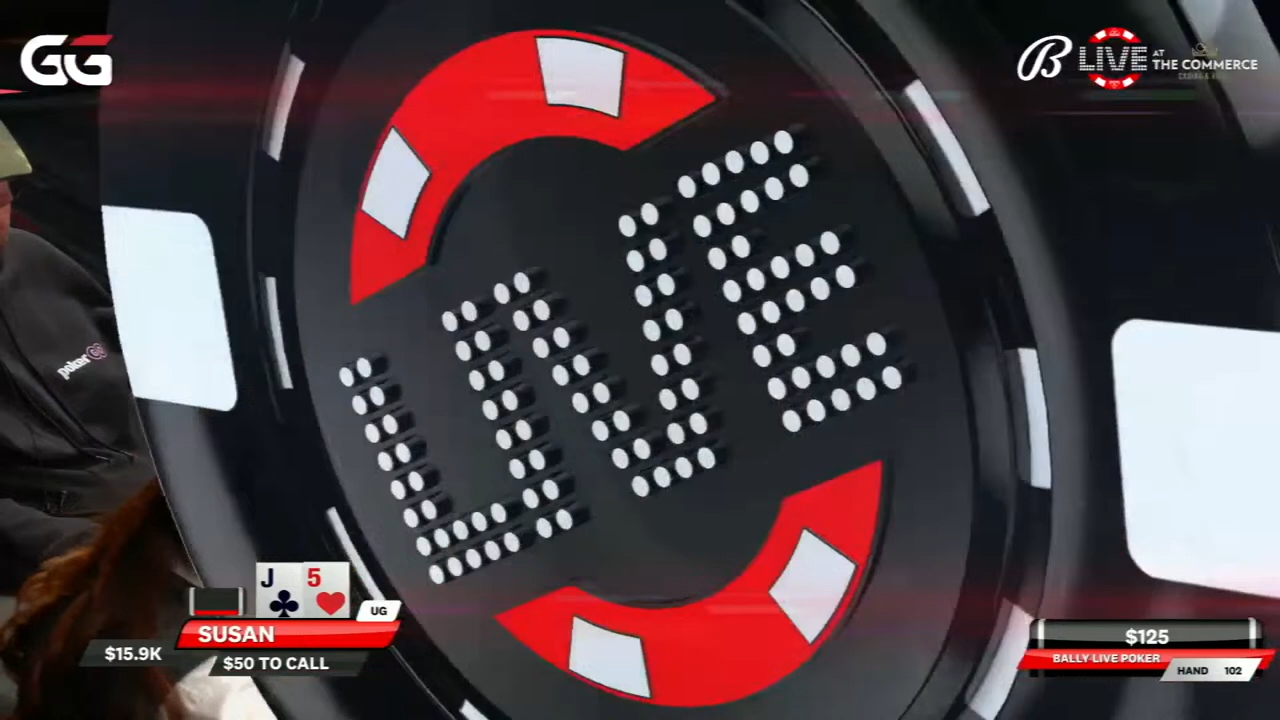 GG
B LIVE AT THE COMMERCE
LIVE
poker GO
J 5
UG
SUSAN
$15.9K
$50 TO CALL
$125
BALLY LIVE POKER
HAND 102